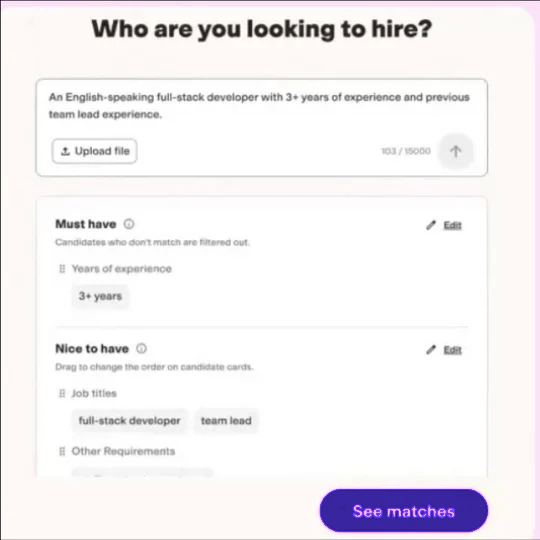 Who are you looking to hire?
An English-speaking full-stack developer with 3+ years of experience and previous
team lead experience.
Upload file
103 / 15000
Must have
Edit
Candidates who don't match are filtered out.
Years of experience
3+ years
Nice to have
Edit
Drag to change the order on candidate cards.
Job titles
full-stack developer team lead
Other Requirements
See matches